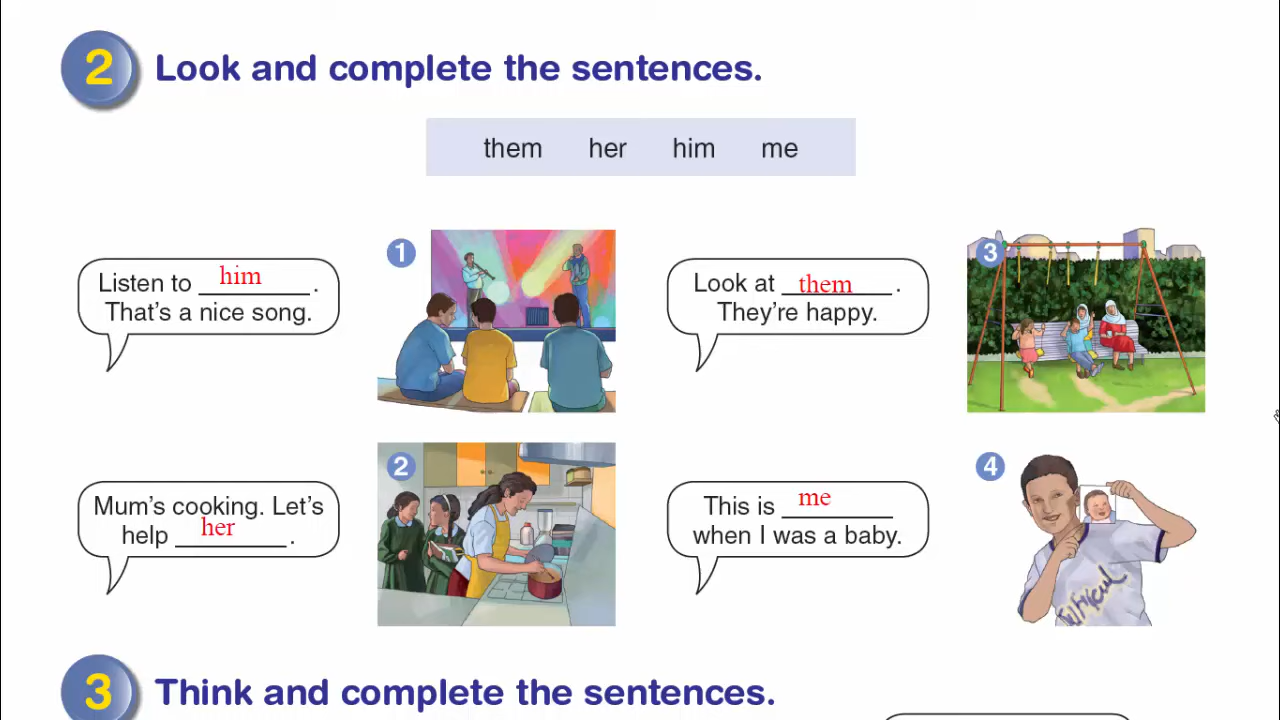 2 Look and complete the sentences.
them her him me
1
Listen to him .
That's a nice song.
2
Mum's cooking. Let's
help her .
3
Look at them .
They're happy.
4
This is me
when I was a baby.
3 Think and complete the sentences.